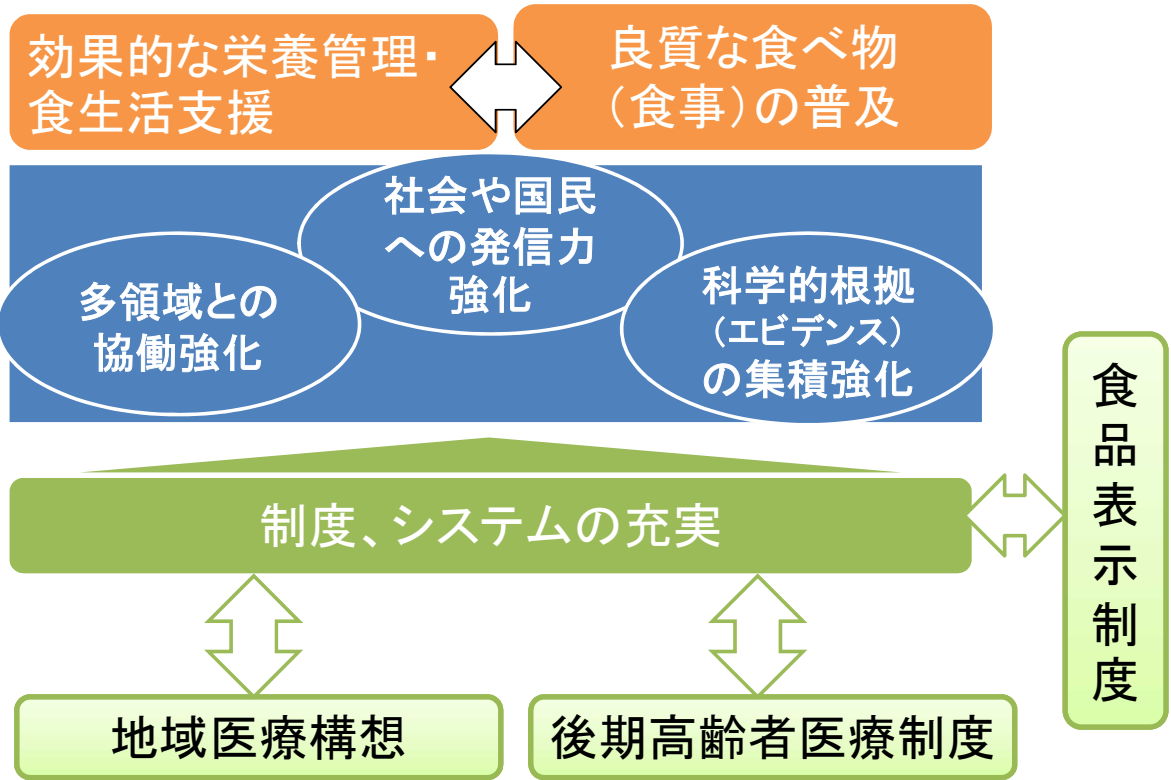 効果的な栄養管理・
食生活支援
良質な食べ物
（食事）の普及
社会や国民
への発信力
強化
多領域との
協働強化
科学的根拠
（エビデンス）
の集積強化
制度、システムの充実
食品表示制度
地域医療構想
後期高齢者医療制度